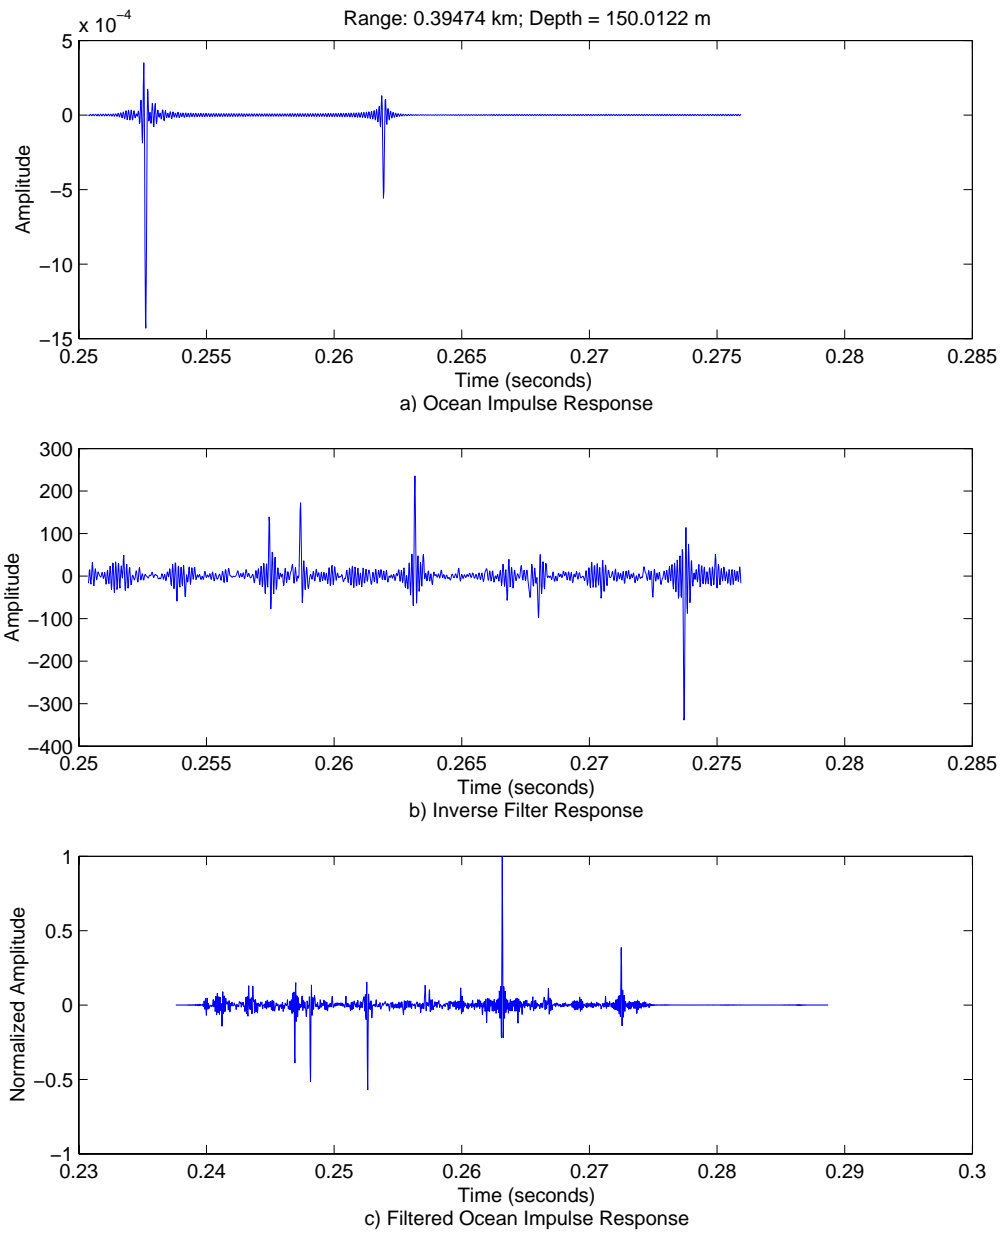 x 10⁻⁴
Range: 0.39474 km; Depth = 150.0122 m
5
0
−5
−10
−15
Amplitude
0.25 0.255 0.26 0.265 0.27 0.275 0.28 0.285
Time (seconds)
a) Ocean Impulse Response
300
200
100
0
−100
−200
−300
−400
Amplitude
0.25 0.255 0.26 0.265 0.27 0.275 0.28 0.285
Time (seconds)
b) Inverse Filter Response
1
0.5
0
−0.5
−1
Normalized Amplitude
0.23 0.24 0.25 0.26 0.27 0.28 0.29 0.3
Time (seconds)
c) Filtered Ocean Impulse Response